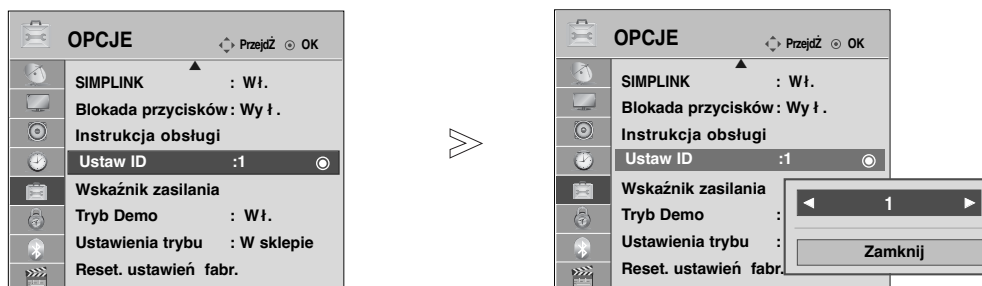 OPCJE PrzejdŹ OK
SIMPLINK : Wł.
Blokada przycisków : Wy ł .
Instrukcja obsługi
Ustaw ID :1
Wskaźnik zasilania
Tryb Demo : Wł.
Ustawienia trybu : W sklepie
Reset. ustawień fabr.
OPCJE PrzejdŹ OK
SIMPLINK : Wł.
Blokada przycisków : Wy ł .
Instrukcja obsługi
Ustaw ID :1
Wskaźnik zasilania
Tryb Demo :
Ustawienia trybu :
Reset. ustawień fabr.
1
Zamknij